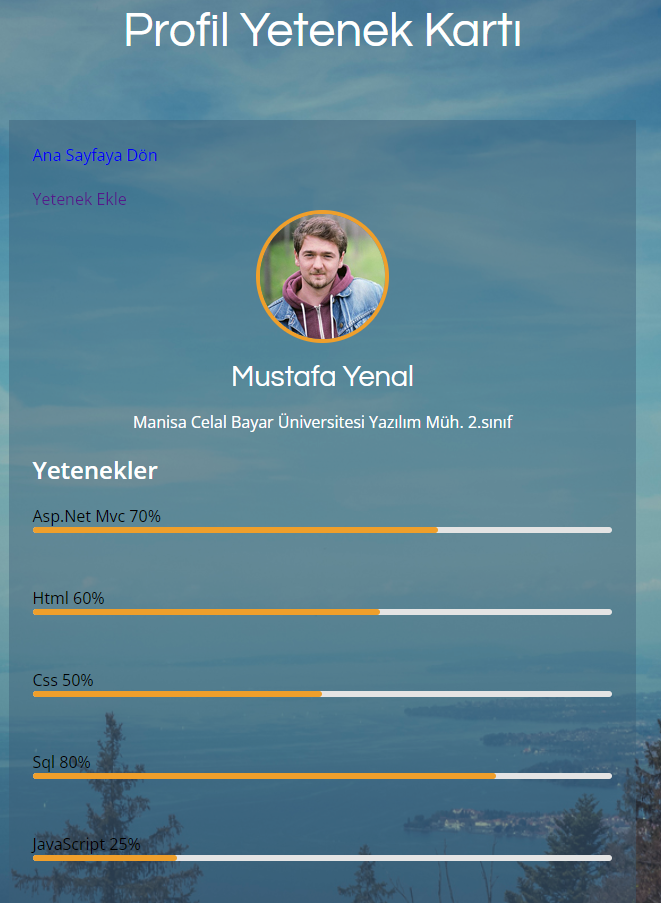 Profil Yetenek Kartı
Ana Sayfaya Dön
Yetenek Ekle
Mustafa Yenal
Manisa Celal Bayar Üniversitesi Yazılım Müh. 2.sınıf
Yetenekler
Asp.Net Mvc 70%
Html 60%
Css 50%
Sql 80%
JavaScript 25%